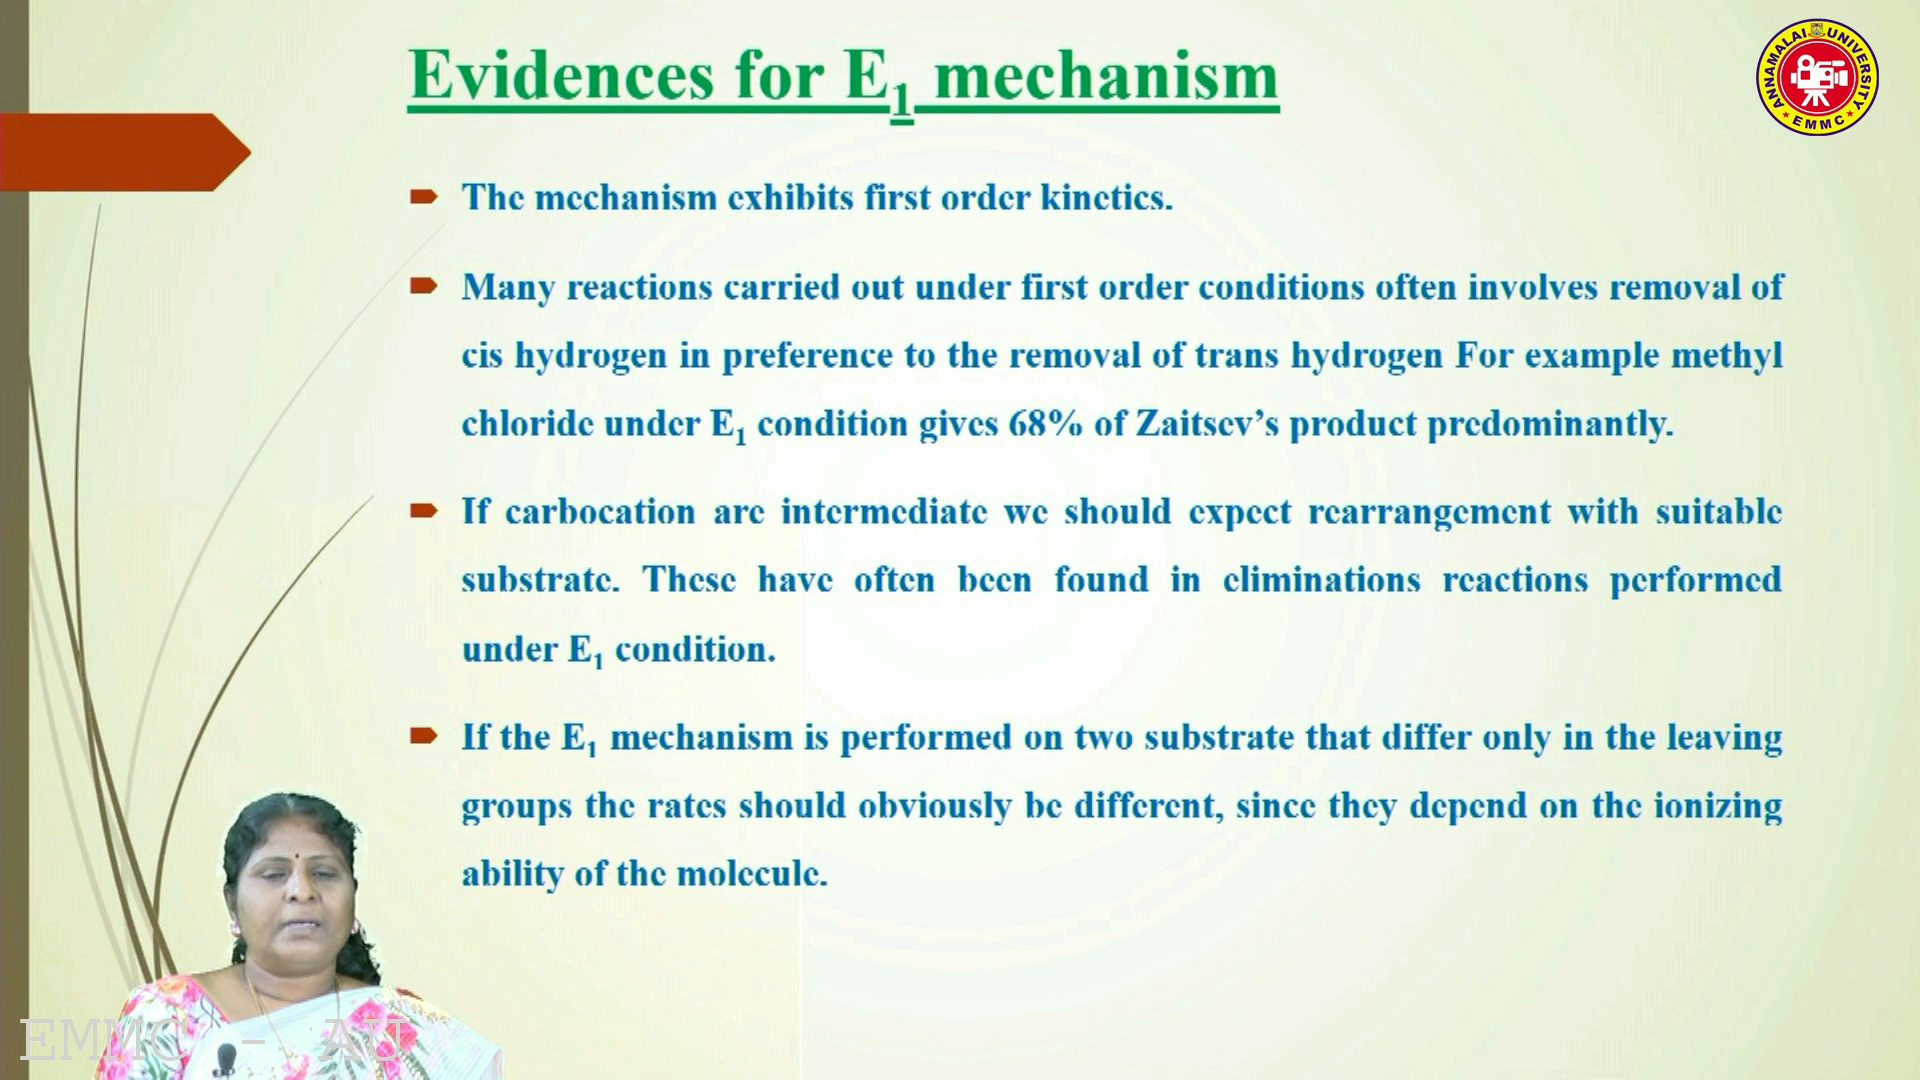 Evidences for E1 mechanism
ANNAMALAI UNIVERSITY
EMMC
The mechanism exhibits first order kinetics.
Many reactions carried out under first order conditions often involves removal of
cis hydrogen in preference to the removal of trans hydrogen For example methyl
chloride under E1 condition gives 68% of Zaitsev’s product predominantly.
If carbocation are intermediate we should expect rearrangement with suitable
substrate. These have often been found in eliminations reactions performed
under E1 condition.
If the E1 mechanism is performed on two substrate that differ only in the leaving
groups the rates should obviously be different, since they depend on the ionizing
ability of the molecule.
EMMC - AU